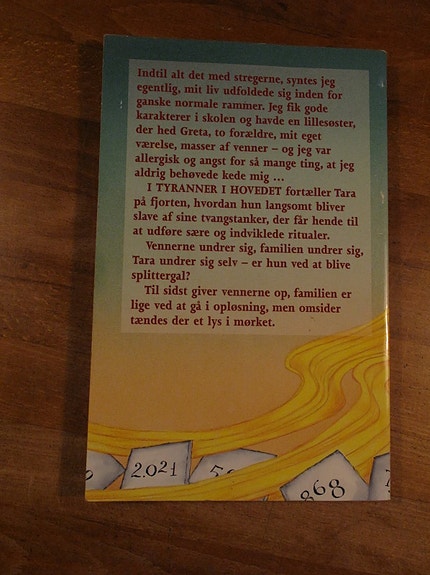 Indtil alt det med stregerne, syntes jeg
egentlig, mit liv udfoldede sig inden for
ganske normale rammer. Jeg fik gode
karakterer i skolen og havde en lillesøster,
der hed Greta, to forældre, mit eget
værelse, masser af venner – og jeg var
allergisk og angst for så mange ting, at jeg
aldrig behøvede kede mig ...
I TYRANNER I HOVEDET fortæller Tara
på fjorten, hvordan hun langsomt bliver
slave af sine tvangstanker, der får hende til
at udføre sære og indviklede ritualer.
Vennerne undrer sig, familien undrer sig,
Tara undrer sig selv – er hun ved at blive
splittergal?
Til sidst giver vennerne op, familien er
lige ved at gå i opløsning, men omsider
tændes der et lys i mørket.
2.021
868